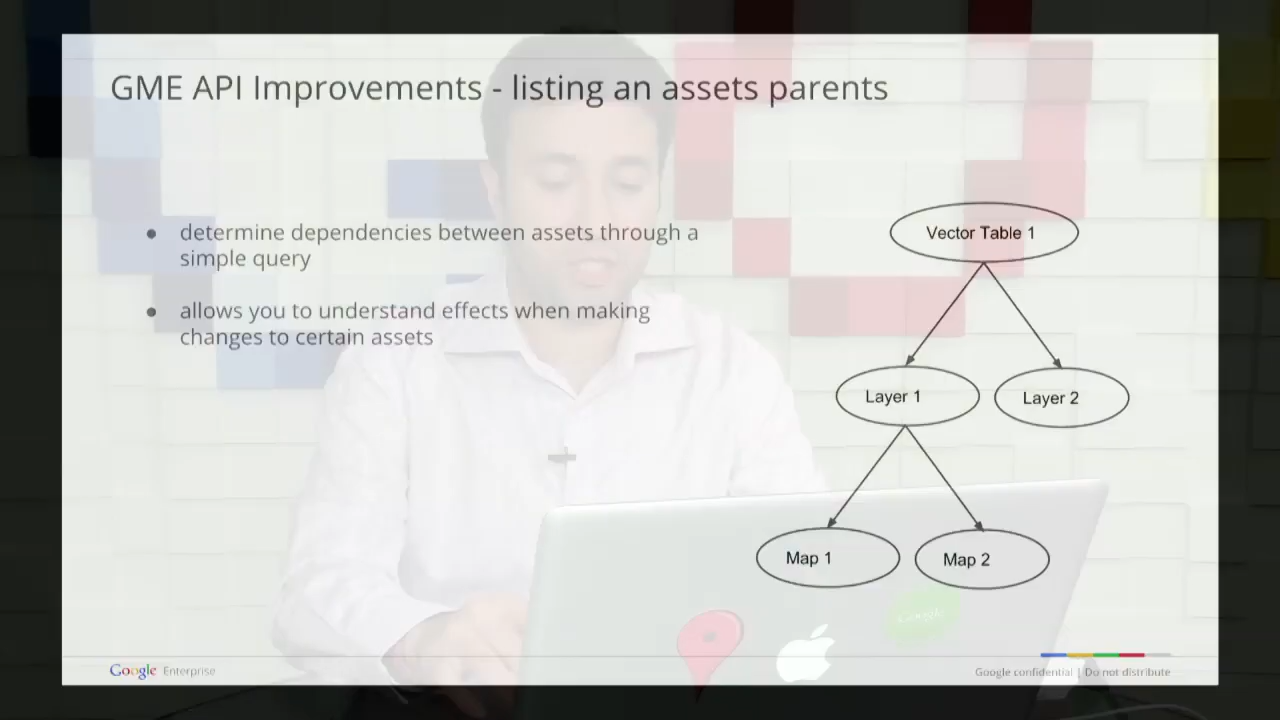 GME API Improvements - listing an assets parents
● determine dependencies between assets through a
simple query
● allows you to understand effects when making
changes to certain assets
Vector Table 1
Layer 1
Layer 2
Map 1
Map 2
Google
Google Enterprise
Google confidential | Do not distribute